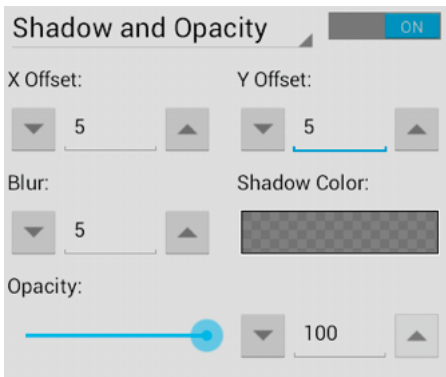 Shadow and Opacity ON
X Offset: Y Offset:
5 5
Blur: Shadow Color:
5
Opacity:
100